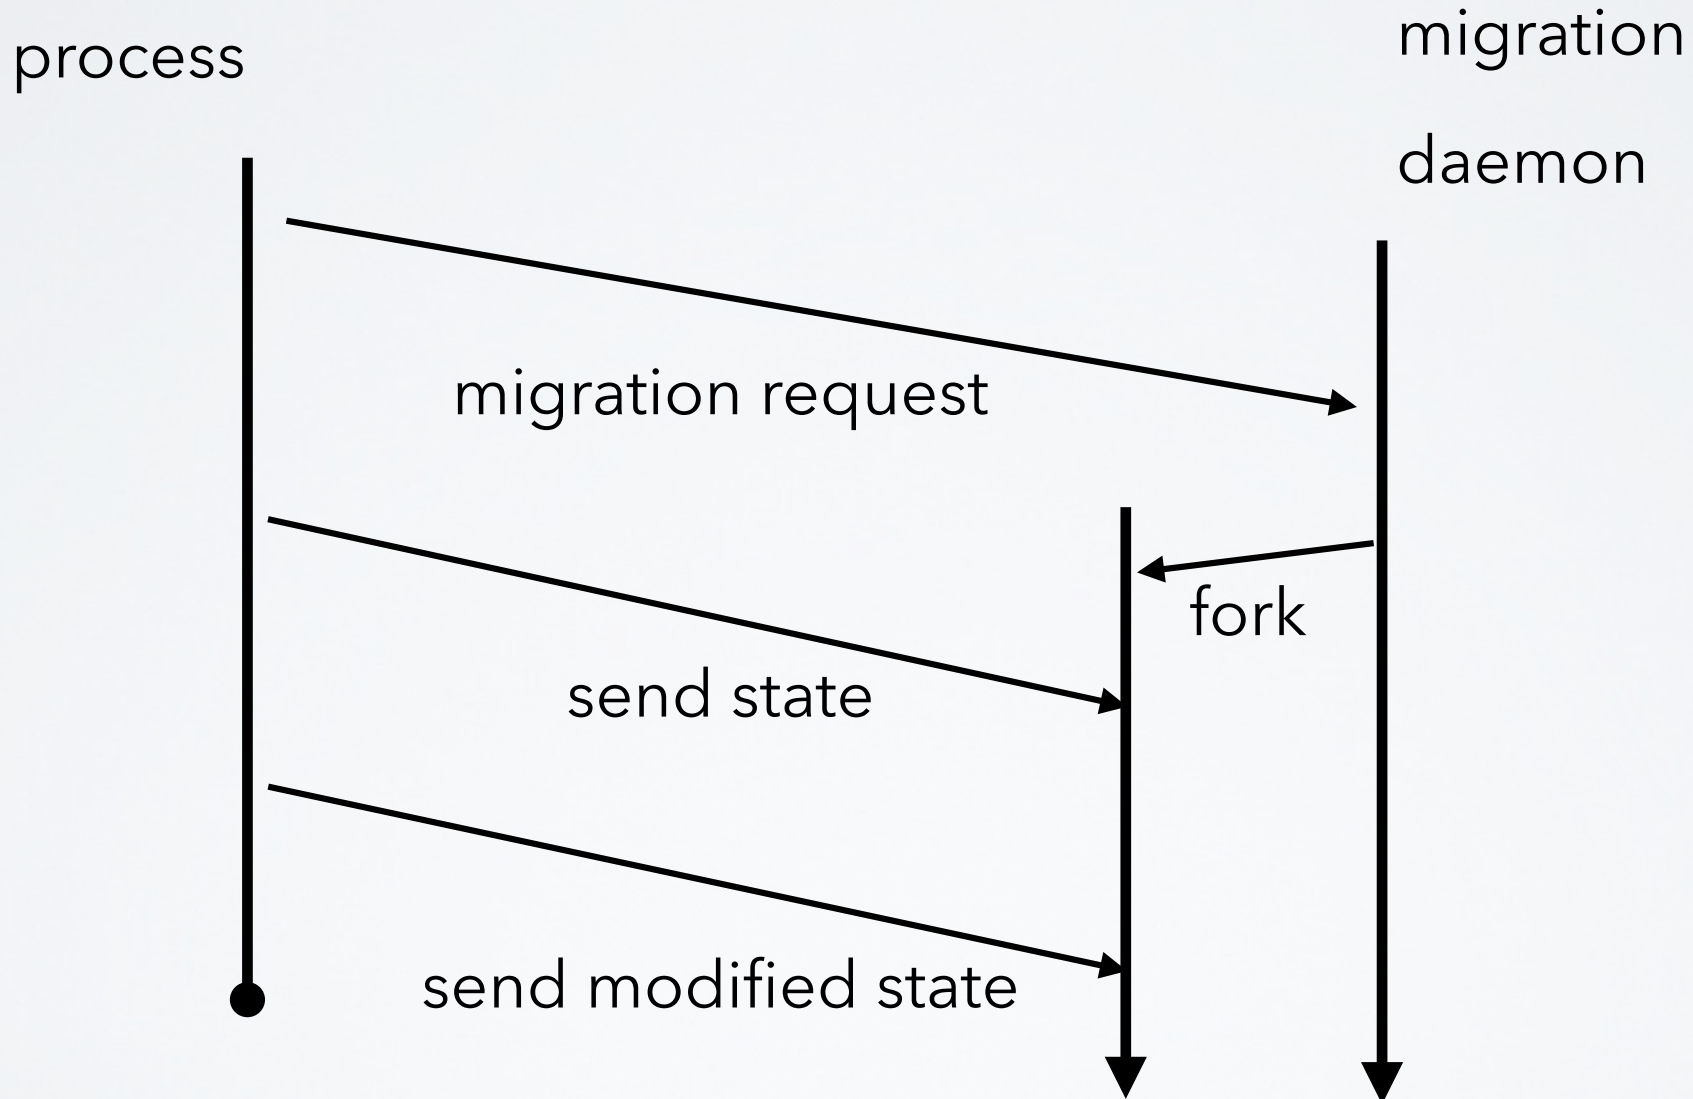 process
migration
daemon
migration request
fork
send state
send modified state